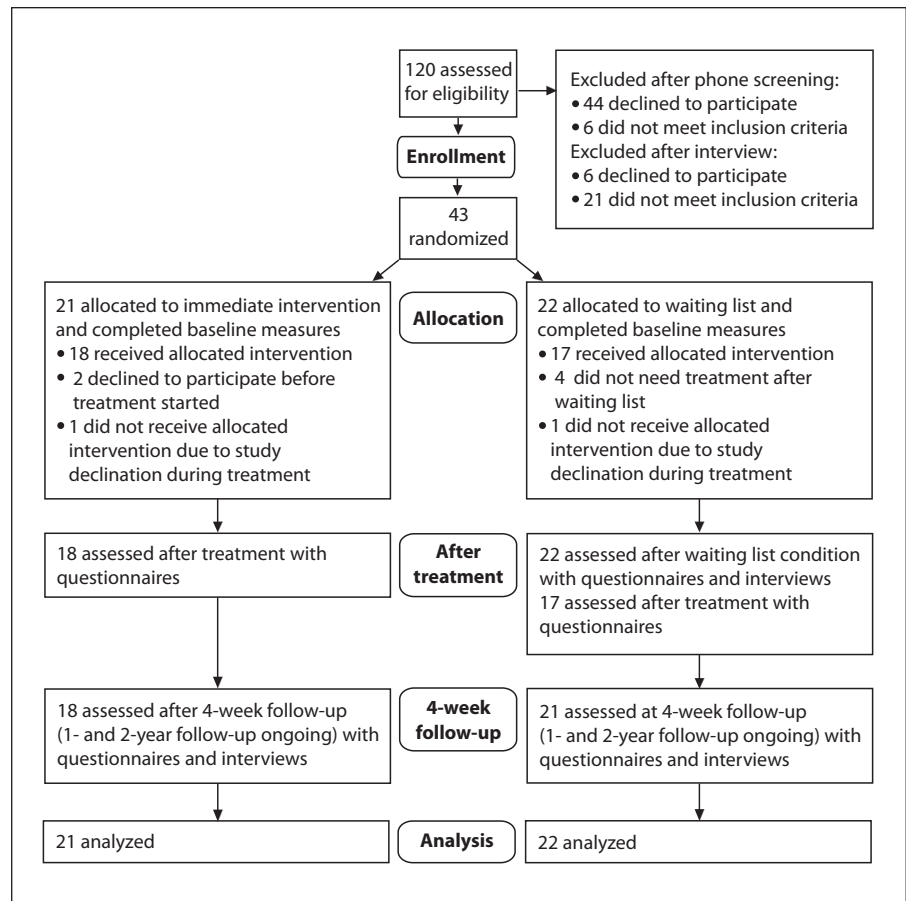 120 assessed
for eligibility
Excluded after phone screening:
• 44 declined to participate
• 6 did not meet inclusion criteria
Excluded after interview:
• 6 declined to participate
• 21 did not meet inclusion criteria
Enrollment
43
randomized
21 allocated to immediate intervention
and completed baseline measures
• 18 received allocated intervention
• 2 declined to participate before
treatment started
• 1 did not receive allocated
intervention due to study
declination during treatment
Allocation
22 allocated to waiting list and
completed baseline measures
• 17 received allocated intervention
• 4 did not need treatment after
waiting list
• 1 did not receive allocated
intervention due to study
declination during treatment
18 assessed after treatment with
questionnaires
After
treatment
22 assessed after waiting list condition
with questionnaires and interviews
17 assessed after treatment with
questionnaires
18 assessed after 4-week follow-up
(1- and 2-year follow-up ongoing) with
questionnaires and interviews
4-week
follow-up
21 assessed at 4-week follow-up
(1- and 2-year follow-up ongoing) with
questionnaires and interviews
21 analyzed
Analysis
22 analyzed